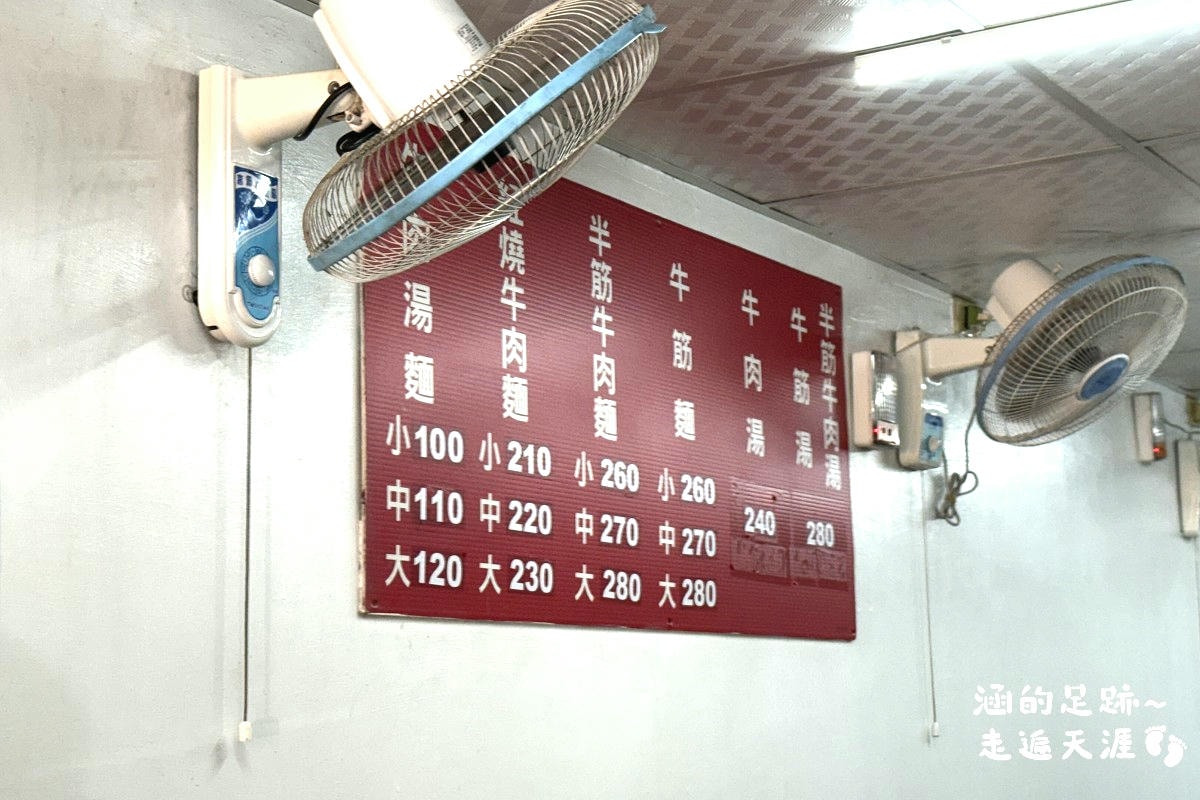 肉湯麵
小100
中110
大120
燒牛肉麵
小210
中220
大230
半筋牛肉麵
小260
中270
大280
牛筋麵
小260
中270
大280
牛肉湯
240
牛筋湯
半筋牛肉湯
280
涵的足跡~
走遍天涯